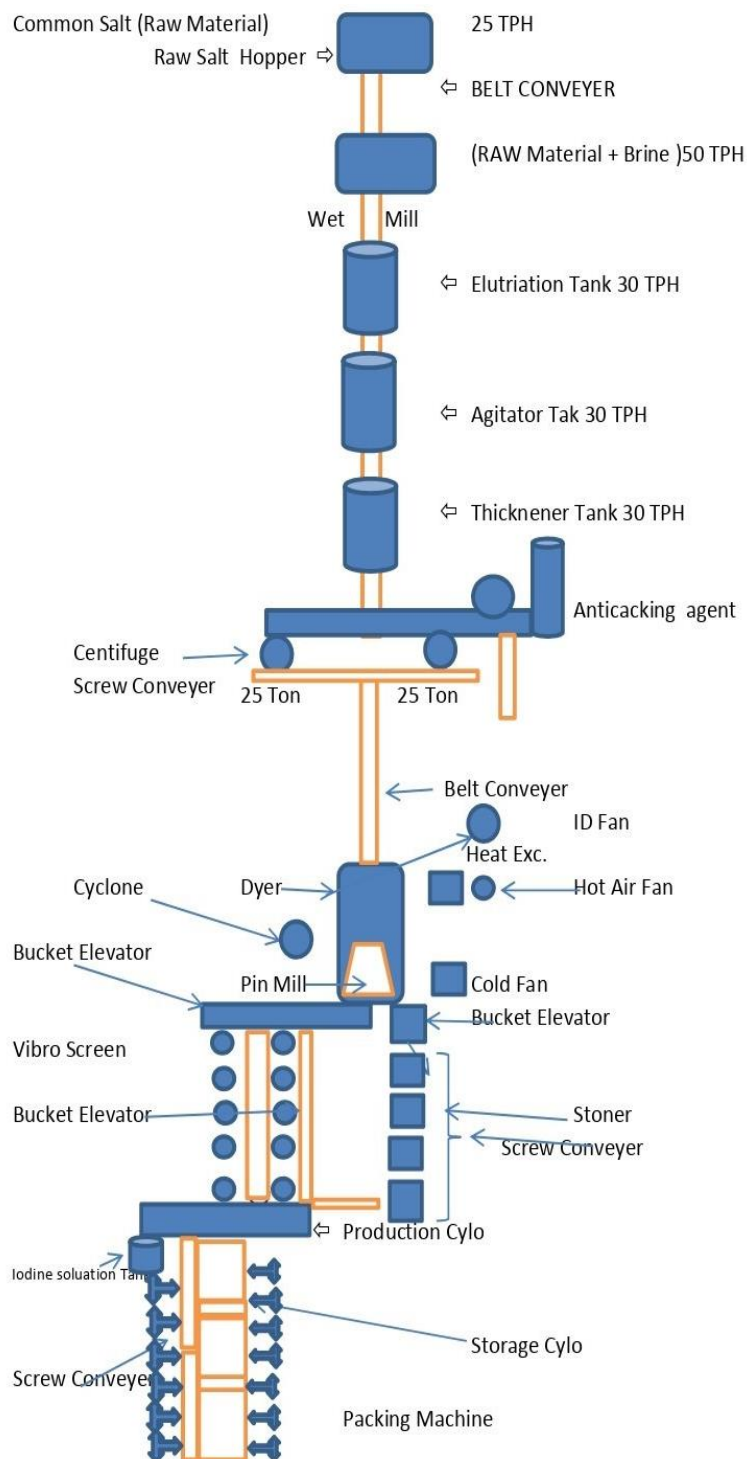 Common Salt (Raw Material)
25 TPH
Raw Salt Hopper
BELT CONVEYER
(RAW Material + Brine )50 TPH
Wet Mill
Elutriation Tank 30 TPH
Agitator Tak 30 TPH
Thicknener Tank 30 TPH
Anticacking agent
Centifuge
Screw Conveyer
25 Ton
25 Ton
Belt Conveyer
ID Fan
Heat Exc.
Cyclone
Dyer
Hot Air Fan
Bucket Elevator
Pin Mill
Cold Fan
Bucket Elevator
Vibro Screen
Bucket Elevator
Stoner
Screw Conveyer
Production Cylo
Iodine soluation Tan
Storage Cylo
Screw Conveyer
Packing Machine